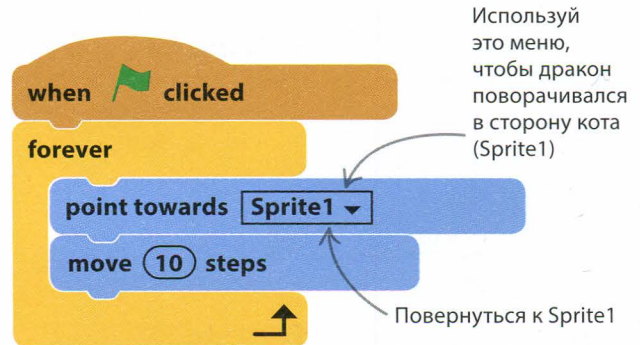 Используй
это меню,
чтобы дракон
поворачивался
в сторону кота
(Sprite1)
when clicked
forever
point towards Sprite1
move 10 steps
Повернуться к Sprite1